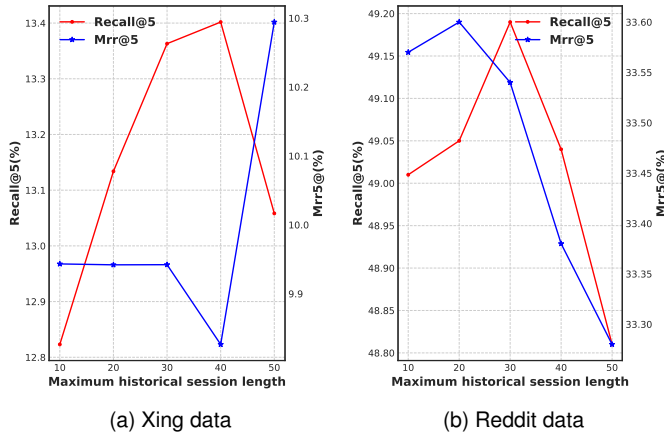 13.4
13.3
13.2
13.1
13.0
12.9
12.8
Recall@5(%)
Recall@5
Mrr@5
10.3
10.2
10.1
10.0
9.9
Mrr5@(%)
10 20 30 40 50
Maximum historical session length
(a) Xing data
49.20
49.15
49.10
49.05
49.00
48.95
48.90
48.85
48.80
Recall@5(%)
Recall@5
Mrr@5
33.60
33.55
33.50
33.45
33.40
33.35
33.30
Mrr5@(%)
10 20 30 40 50
Maximum historical session length
(b) Reddit data